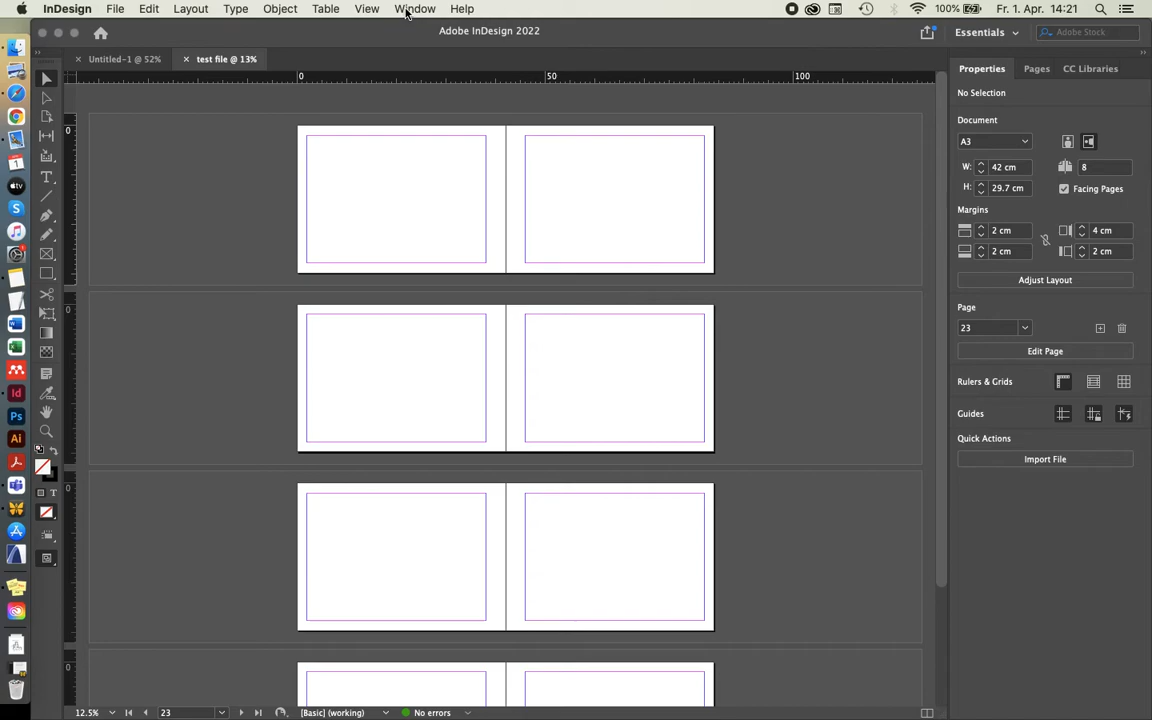 InDesign File Edit Layout Type Object Table View Window Help 100% Fr. 1. Apr. 14:21
Adobe InDesign 2022 Essentials Adobe Stock
× Untitled-1 @ 52% × test file @ 13%
0 50 100
Properties Pages CC Libraries
No Selection
Document
A3
W: 42 cm 8
H: 29.7 cm Facing Pages
Margins
2 cm 4 cm
2 cm 2 cm
Adjust Layout
Page
23
Edit Page
Rulers & Grids
Guides
Quick Actions
Import File
0
0
0
0
12.5% 23 [Basic] (working) No errors